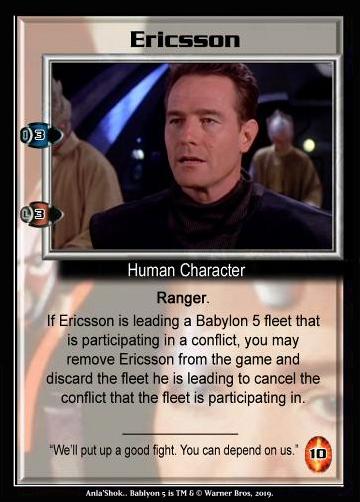 Ericsson
D 3
L 3
Human Character
Ranger.
If Ericsson is leading a Babylon 5 fleet that
is participating in a conflict, you may
remove Ericsson from the game and
discard the fleet he is leading to cancel the
conflict that the fleet is participating in.
"We'll put up a good fight. You can depend on us."
10
Anla'Shok.. Bablyon 5 is TM & © Warner Bros, 2019.